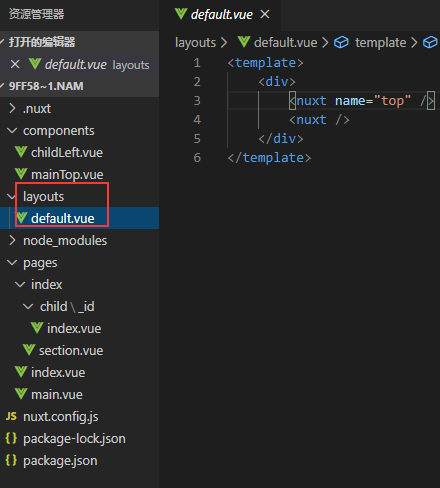 资源管理器
打开的编辑器
default.vue layouts
9FF58~1.NAM
.nuxt
components
childLeft.vue
mainTop.vue
layouts
default.vue
node_modules
pages
index
child \ _id
index.vue
section.vue
index.vue
main.vue
JS nuxt.config.js
{} package-lock.json
{} package.json
default.vue
layouts > default.vue > template >
1 <template>
2 <div>
3 <nuxt name="top" />
4 <nuxt />
5 </div>
6 </template>